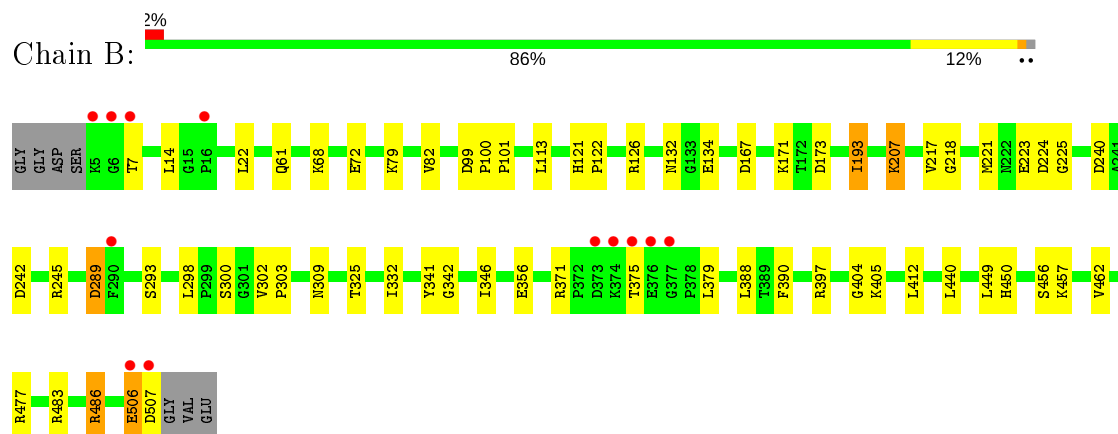 2%
Chain B:
86% 12% ••
GLY GLY ASP SER K5 G6 T7 L14 G15 P16 L22 Q61 K68 E72 K79 V82 D99 P100 P101 L113 H121 P122 R126 N132 G133 E134 D167 K171 T172 D173 I193 K207 V217 G218 M221 N222 E223 D224 G225 D240 A241
D242 R245 D289 F290 S293 L298 P299 S300 G301 V302 P303 N309 T325 I332 Y341 G342 I346 E356 R371 P372 D373 K374 T375 E376 G377 P378 L379 L388 T389 F390 R397 G404 K405 L412 L440 L449 H450 S456 K457 V462
R477 R483 R486 E506 D507 GLY VAL GLU